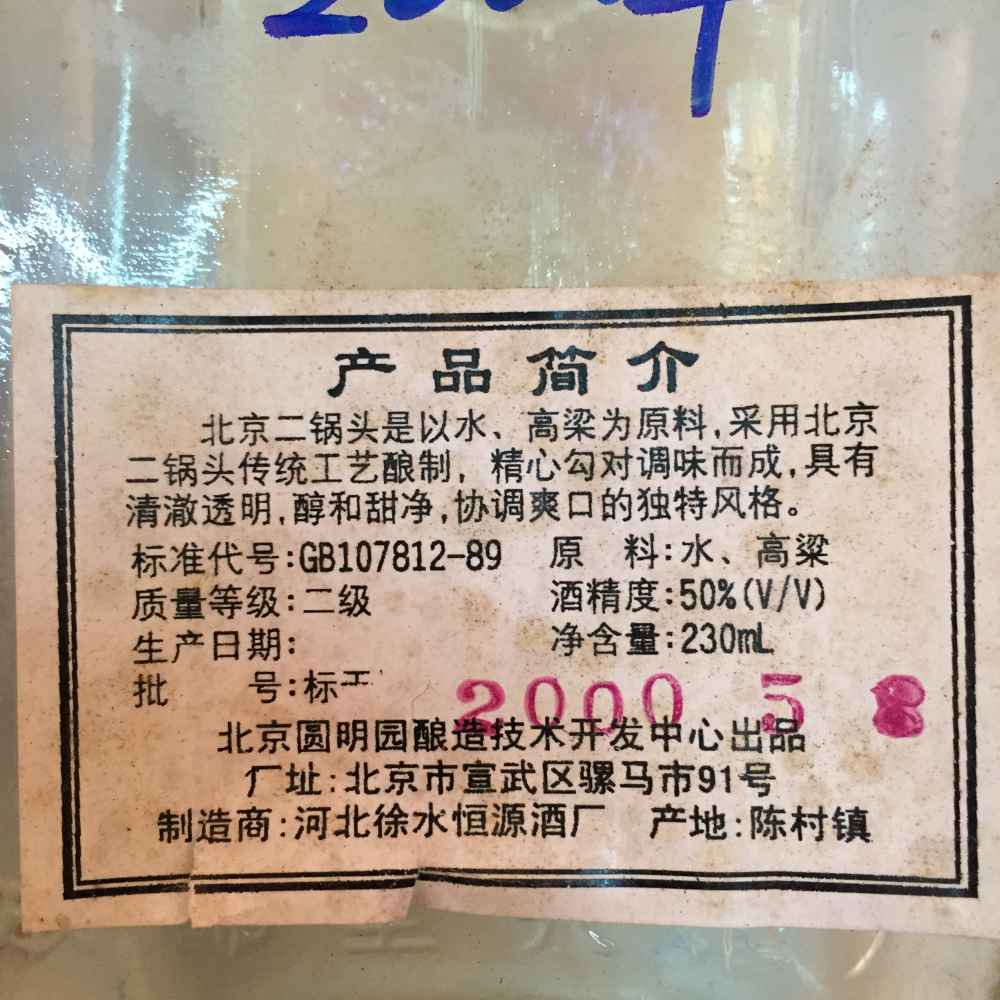 2000年
产品简介
北京二锅头是以水、高梁为原料,采用北京
二锅头传统工艺酿制,精心勾对调味而成,具有
清澈透明,醇和甜净,协调爽口的独特风格。
标准代号:GB107812-89 原 料:水、高粱
质量等级:二级 酒精度:50%(V/V)
生产日期: 净含量:230mL
批 号:标
2000 5 8
北京圆明园酿造技术开发中心出品
厂址:北京市宣武区骡马市91号
制造商:河北徐水恒源酒厂 产地:陈村镇